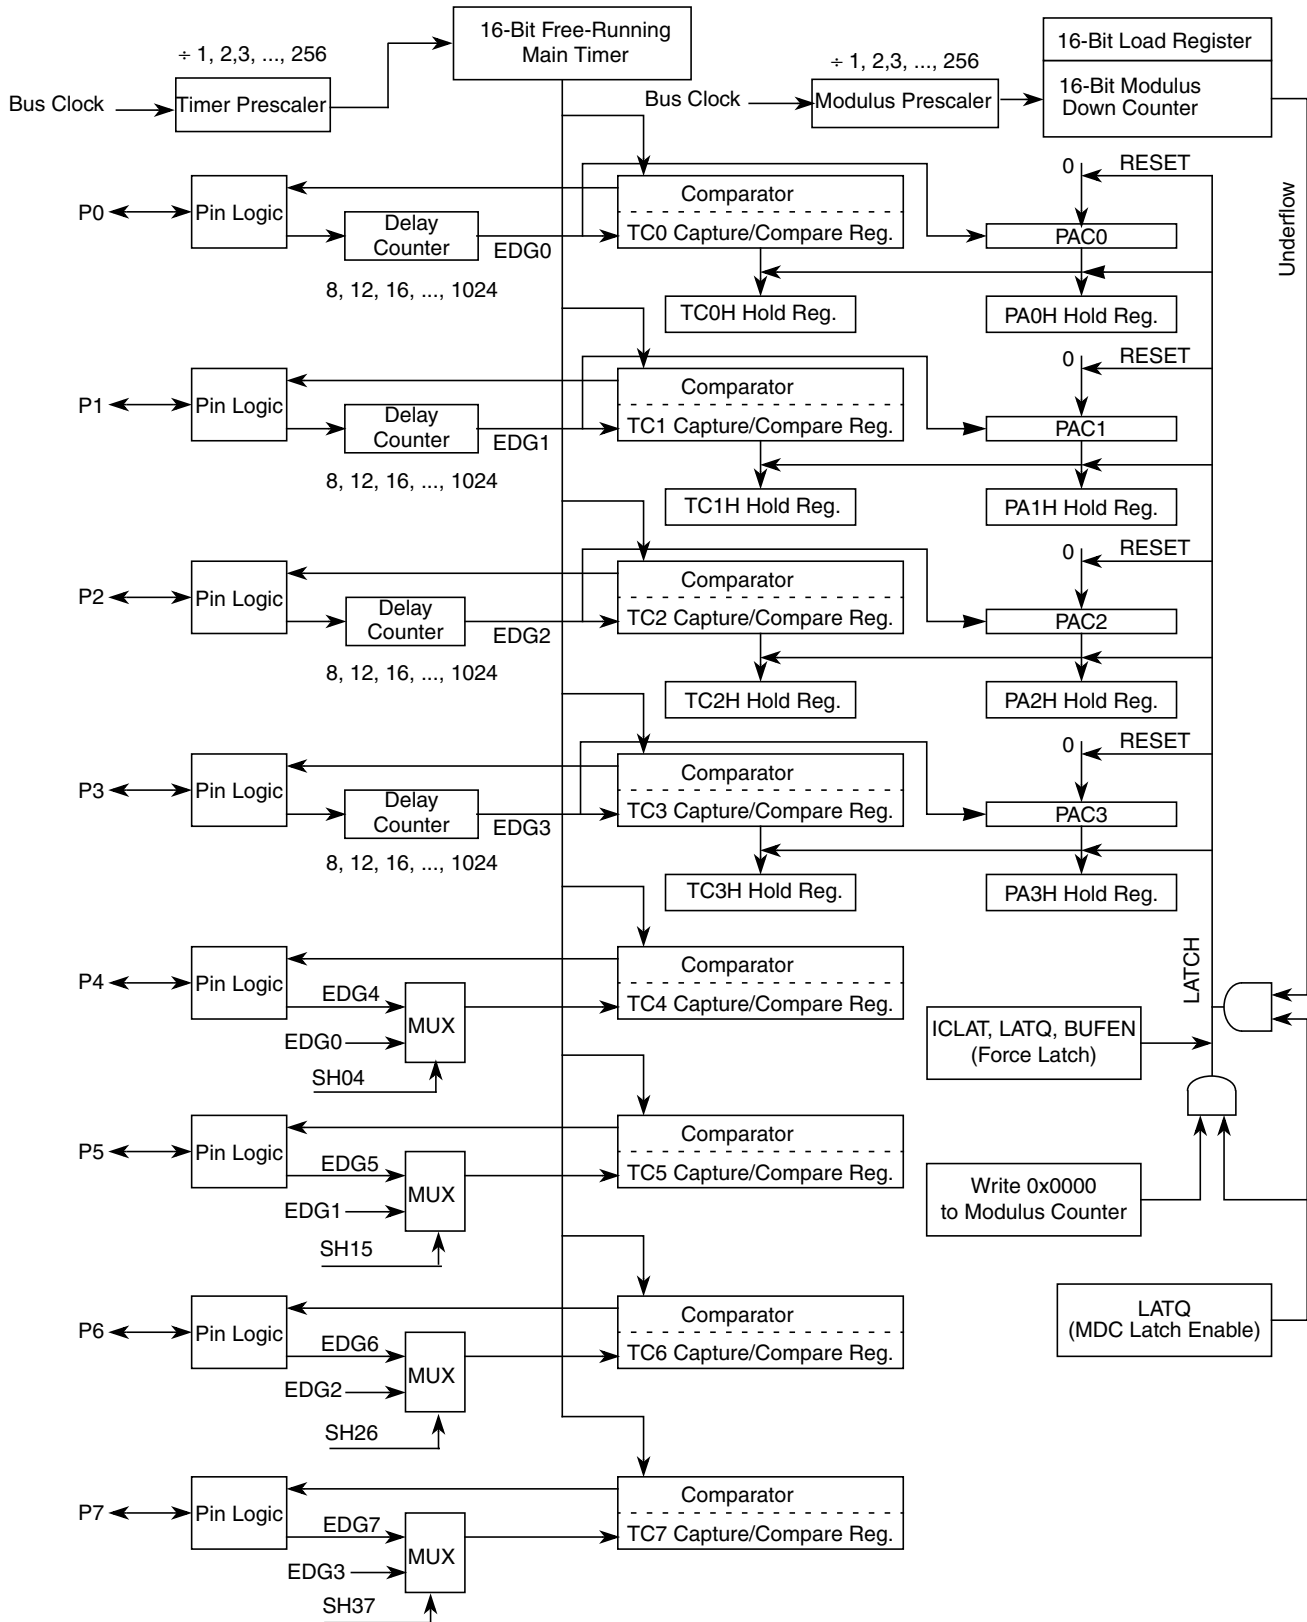 16-Bit Free-Running
Main Timer
16-Bit Load Register
÷ 1, 2,3, ..., 256
÷ 1, 2,3, ..., 256
16-Bit Modulus
Down Counter
Bus Clock
Timer Prescaler
Bus Clock
Modulus Prescaler
Underflow
P0
Pin Logic
Delay
Counter
EDG0
8, 12, 16, ..., 1024
Comparator
TC0 Capture/Compare Reg.
0
RESET
PAC0
TC0H Hold Reg.
PA0H Hold Reg.
P1
Pin Logic
Delay
Counter
EDG1
8, 12, 16, ..., 1024
Comparator
TC1 Capture/Compare Reg.
0
RESET
PAC1
TC1H Hold Reg.
PA1H Hold Reg.
P2
Pin Logic
Delay
Counter
EDG2
8, 12, 16, ..., 1024
Comparator
TC2 Capture/Compare Reg.
0
RESET
PAC2
TC2H Hold Reg.
PA2H Hold Reg.
P3
Pin Logic
Delay
Counter
EDG3
8, 12, 16, ..., 1024
Comparator
TC3 Capture/Compare Reg.
0
RESET
PAC3
TC3H Hold Reg.
PA3H Hold Reg.
LATCH
P4
Pin Logic
EDG4
EDG0
MUX
SH04
Comparator
TC4 Capture/Compare Reg.
ICLAT, LATQ, BUFEN
(Force Latch)
P5
Pin Logic
EDG5
EDG1
MUX
SH15
Comparator
TC5 Capture/Compare Reg.
Write 0x0000
to Modulus Counter
P6
Pin Logic
EDG6
EDG2
MUX
SH26
Comparator
TC6 Capture/Compare Reg.
LATQ
(MDC Latch Enable)
P7
Pin Logic
EDG7
EDG3
MUX
SH37
Comparator
TC7 Capture/Compare Reg.